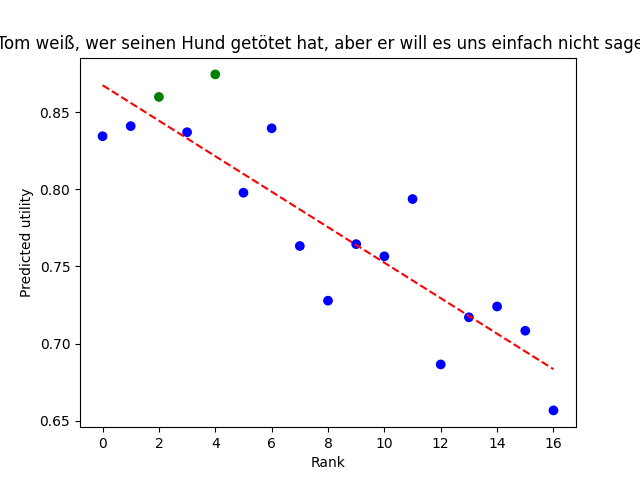 Tom weiß, wer seinen Hund getötet hat, aber er will es uns einfach nicht sage
0.85
0.80
0.75
0.70
0.65
Predicted utility
0 2 4 6 8 10 12 14 16
Rank